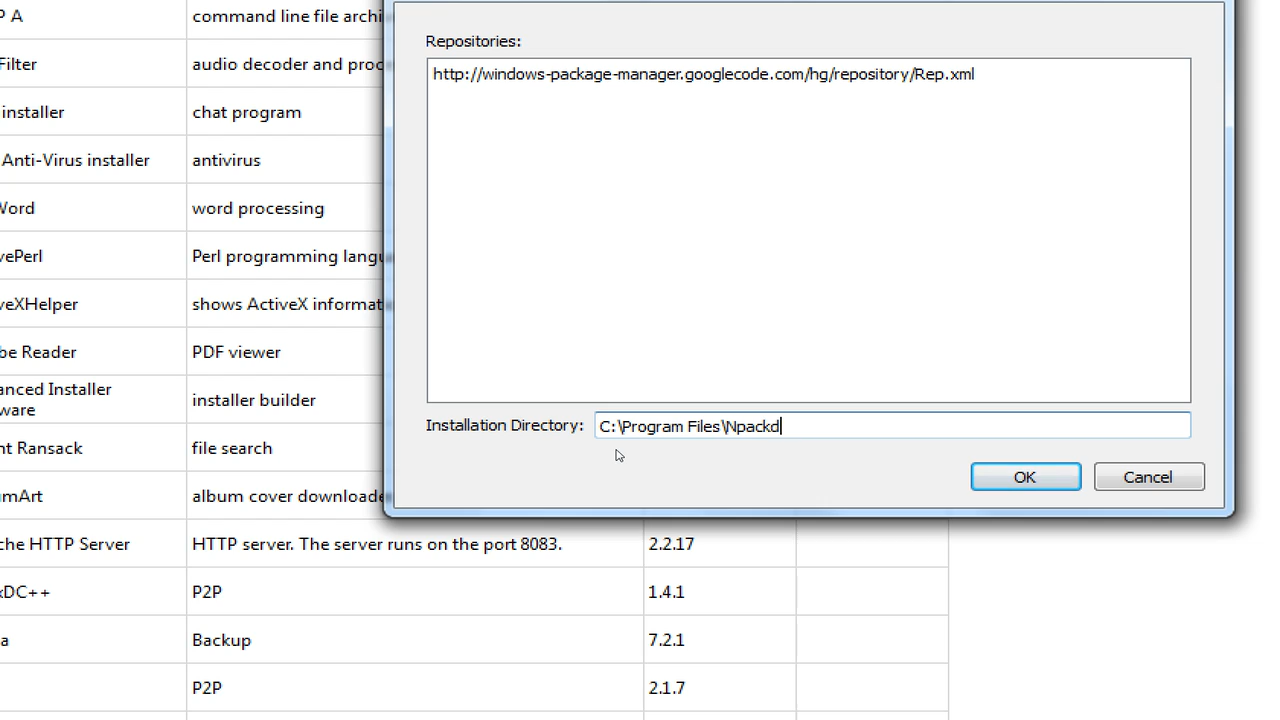 P A command line file archi
Filter audio decoder and proc
installer chat program
Anti-Virus installer antivirus
Word word processing
vePerl Perl programming langu
veXHelper shows ActiveX informat
be Reader PDF viewer
anced Installer
ware installer builder
nt Ransack file search
umArt album cover downloade
che HTTP Server HTTP server. The server runs on the port 8083. 2.2.17
xDC++ P2P 1.4.1
a Backup 7.2.1
P2P 2.1.7
Repositories:
http://windows-package-manager.googlecode.com/hg/repository/Rep.xml
Installation Directory: C:\Program Files\Npackd
OK Cancel